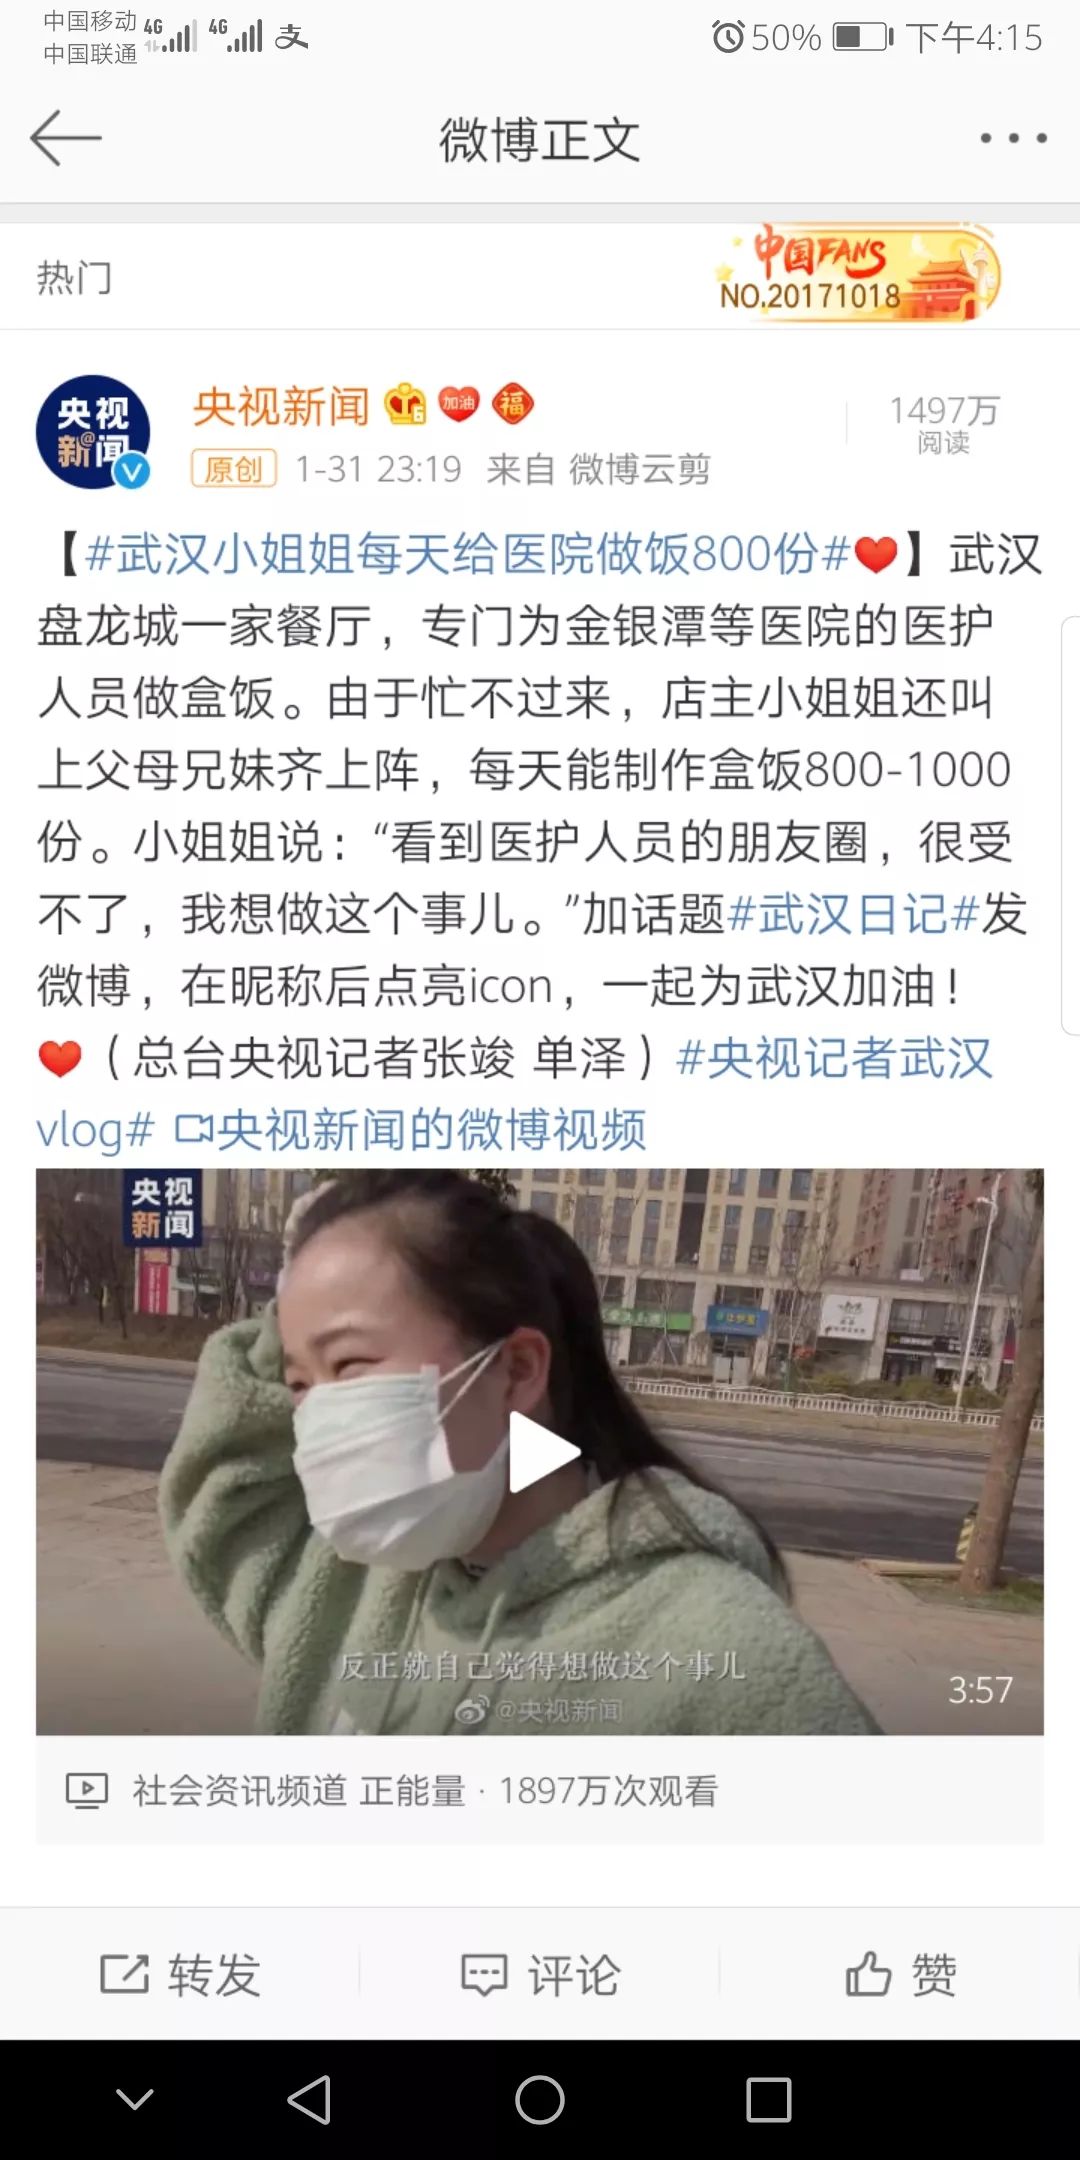 中国移动 4G 4G 支
中国联通
50% 下午4:15
微博正文
热门
中国FANS
NO.20171018
央视新闻
央视新闻 6 加油 福
1497万
阅读
原创 1-31 23:19 来自 微博云剪
【#武汉小姐姐每天给医院做饭800份#❤️】武汉
盘龙城一家餐厅，专门为金银潭等医院的医护
人员做盒饭。由于忙不过来，店主小姐姐还叫
上父母兄妹齐上阵，每天能制作盒饭800-1000
份。小姐姐说：“看到医护人员的朋友圈，很受
不了，我想做这个事儿。”加话题#武汉日记#发
微博，在昵称后点亮icon，一起为武汉加油！
❤️（总台央视记者张竣 单泽）#央视记者武汉
vlog# 央视新闻的微博视频
央视
新闻
反正就自己觉得想做这个事儿
@央视新闻
3:57
社会资讯频道 正能量 · 1897万次观看
转发 评论 赞